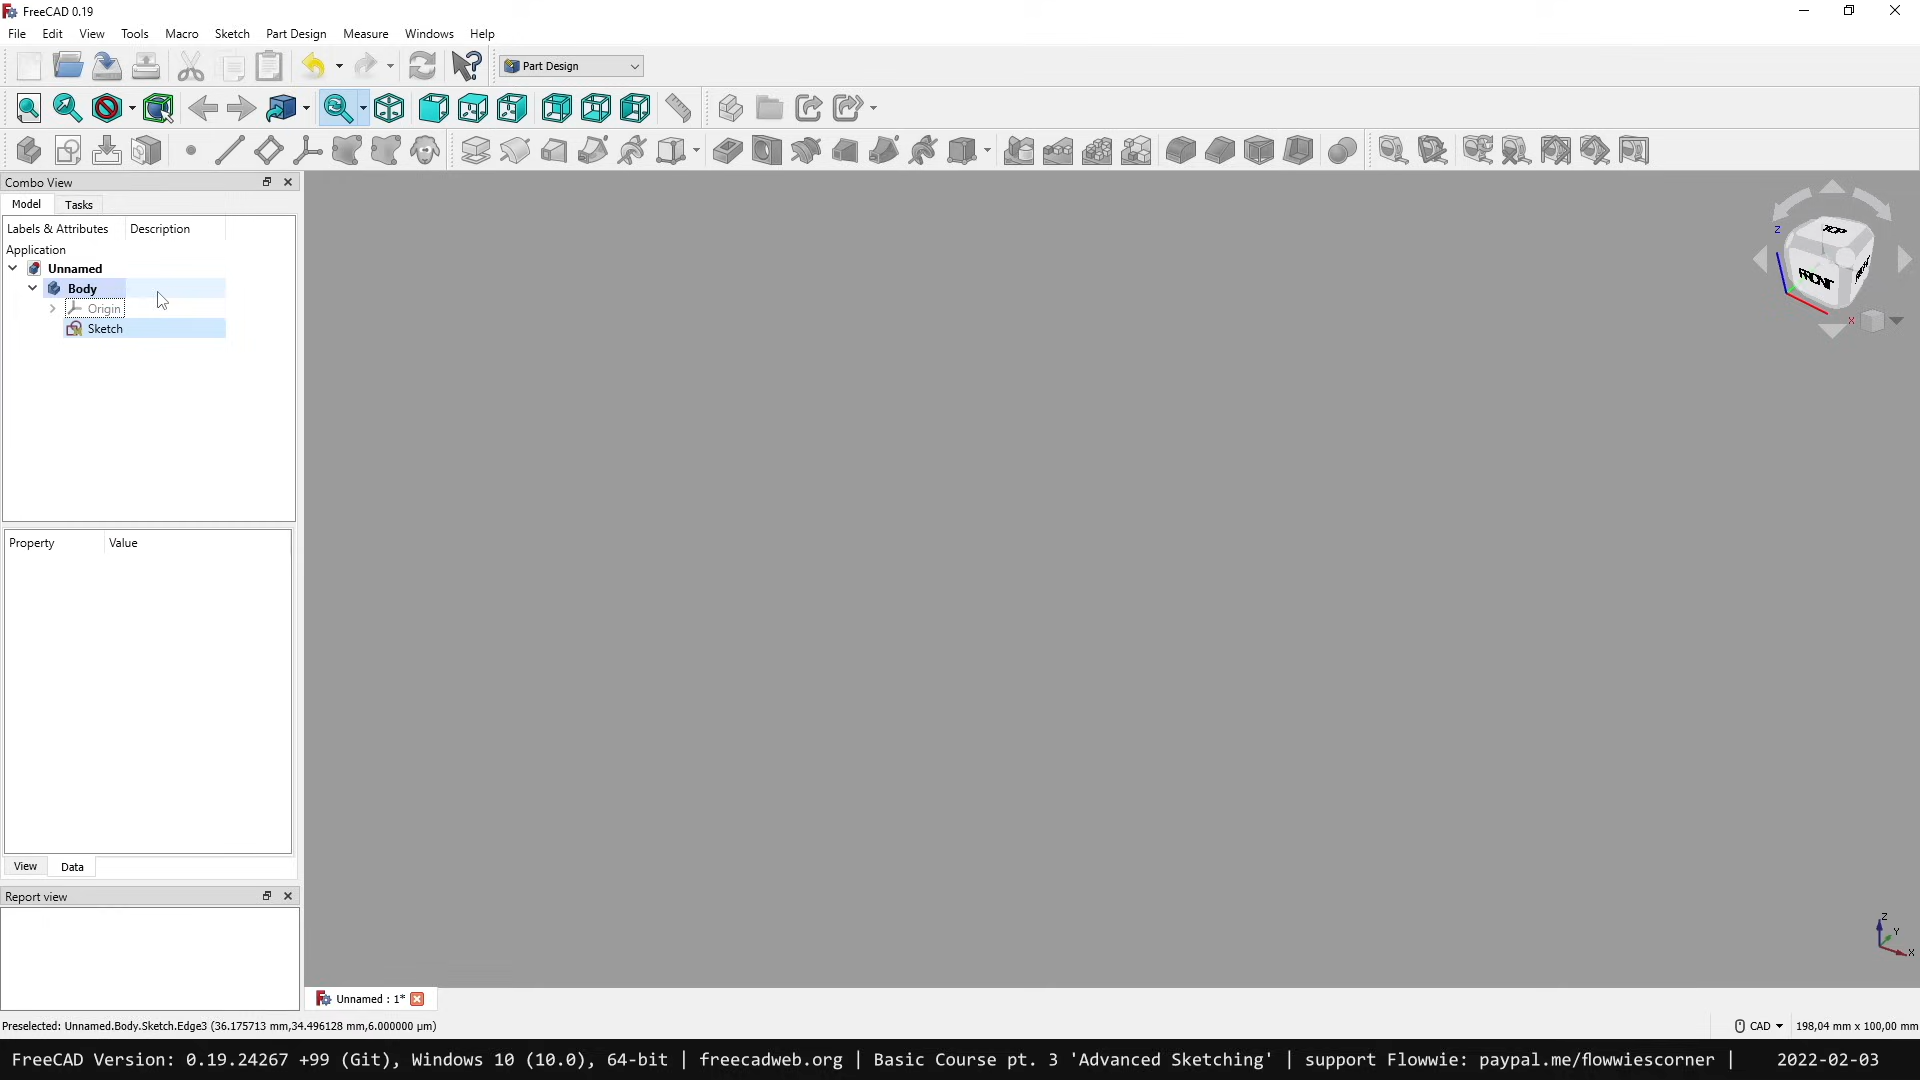 FreeCAD 0.19
File Edit View Tools Macro Sketch Part Design Measure Windows Help
Part Design
Combo View
Model Tasks
Labels & Attributes Description
Application
Unnamed
Body
Origin
Sketch
TOP
FRONT
Z
X
Property Value
View Data
Report view
Z
Y
X
Unnamed : 1*
Preselected: Unnamed.Body.Sketch.Edge3 (36.175713 mm,34.496128 mm,6.000000 µm)
CAD 198,04 mm x 100,00 mm
FreeCAD Version: 0.19.24267 +99 (Git), Windows 10 (10.0), 64-bit | freecadweb.org | Basic Course pt. 3 'Advanced Sketching' | support Flowwie: paypal.me/flowwiescorner | 2022-02-03